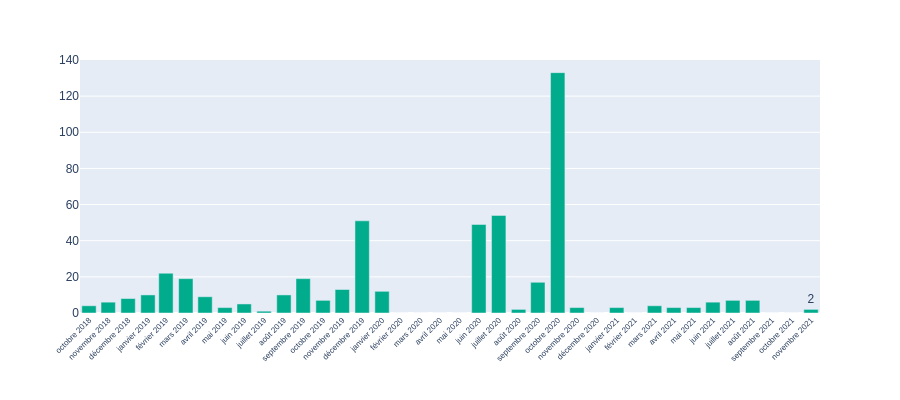 140
120
100
80
60
40
20
0
2
octobre 2018
novembre 2018
décembre 2018
janvier 2019
février 2019
mars 2019
avril 2019
mai 2019
juin 2019
juillet 2019
août 2019
septembre 2019
octobre 2019
novembre 2019
décembre 2019
janvier 2020
février 2020
mars 2020
avril 2020
mai 2020
juin 2020
juillet 2020
août 2020
septembre 2020
octobre 2020
novembre 2020
décembre 2020
janvier 2021
février 2021
mars 2021
avril 2021
mai 2021
juin 2021
juillet 2021
août 2021
septembre 2021
octobre 2021
novembre 2021